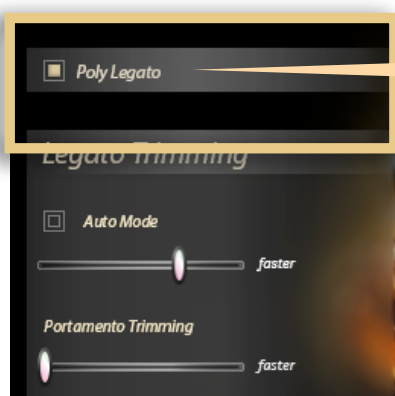 Poly Legato
Legato Trimming
Auto Mode
faster
Portamento Trimming
faster